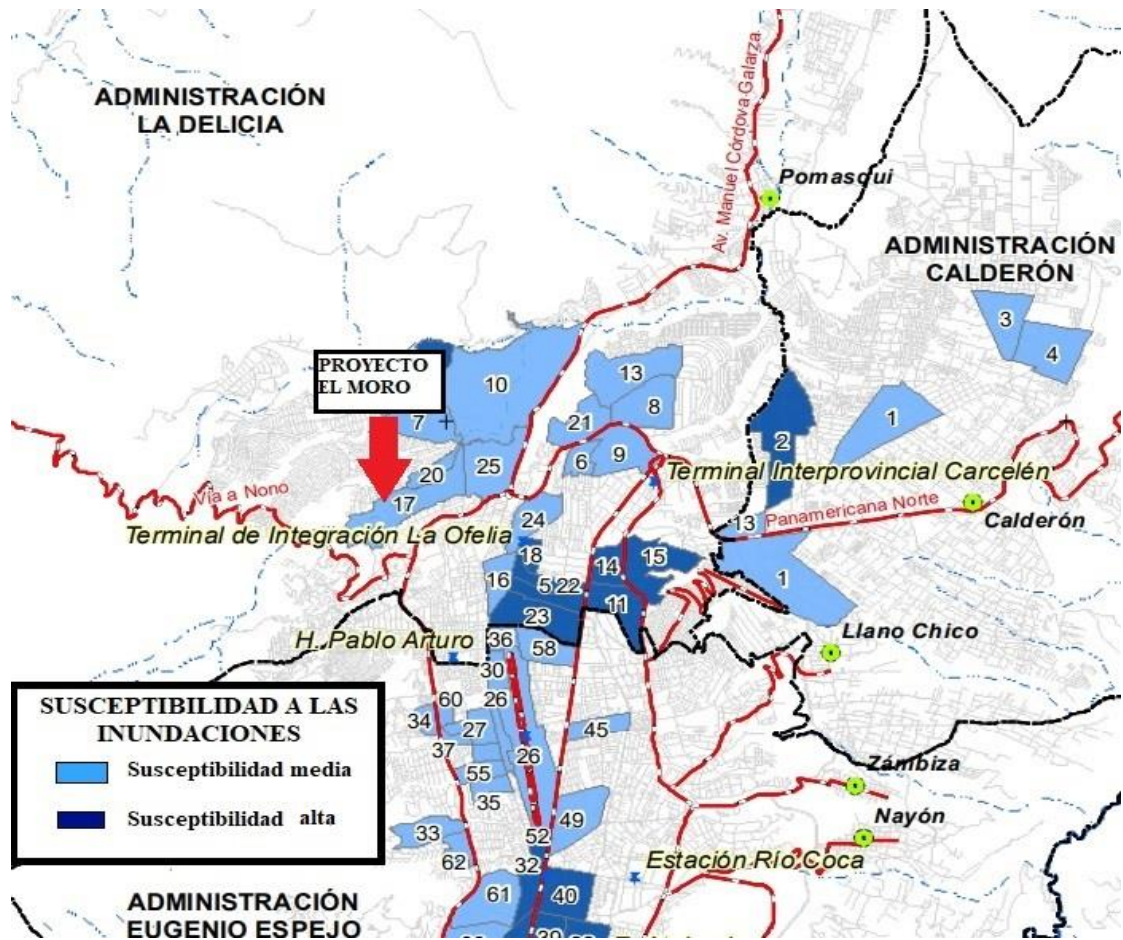 ADMINISTRACIÓN
LA DELICIA
Av. Manuel Córdova Galarza
Pomasqui
ADMINISTRACIÓN
CALDERÓN
3
4
PROYECTO
EL MORO
10
13
7
8
1
21
2
20
25
6
9
Terminal Interprovincial Carcelén
Vía a Nono
17
Panamericana Norte
Calderón
24
13
Terminal de Integración La Ofelia
18
15
14
16
5
22
1
11
23
H. Pablo Arturo
36
58
Llano Chico
30
60
26
SUSCEPTIBILIDAD A LAS
INUNDACIONES
Susceptibilidad media
Susceptibilidad alta
34
27
45
37
26
55
Zámbiza
35
49
Nayón
33
52
62
32
Estación Río Coca
61
40
ADMINISTRACIÓN
EUGENIO ESPEJO
39